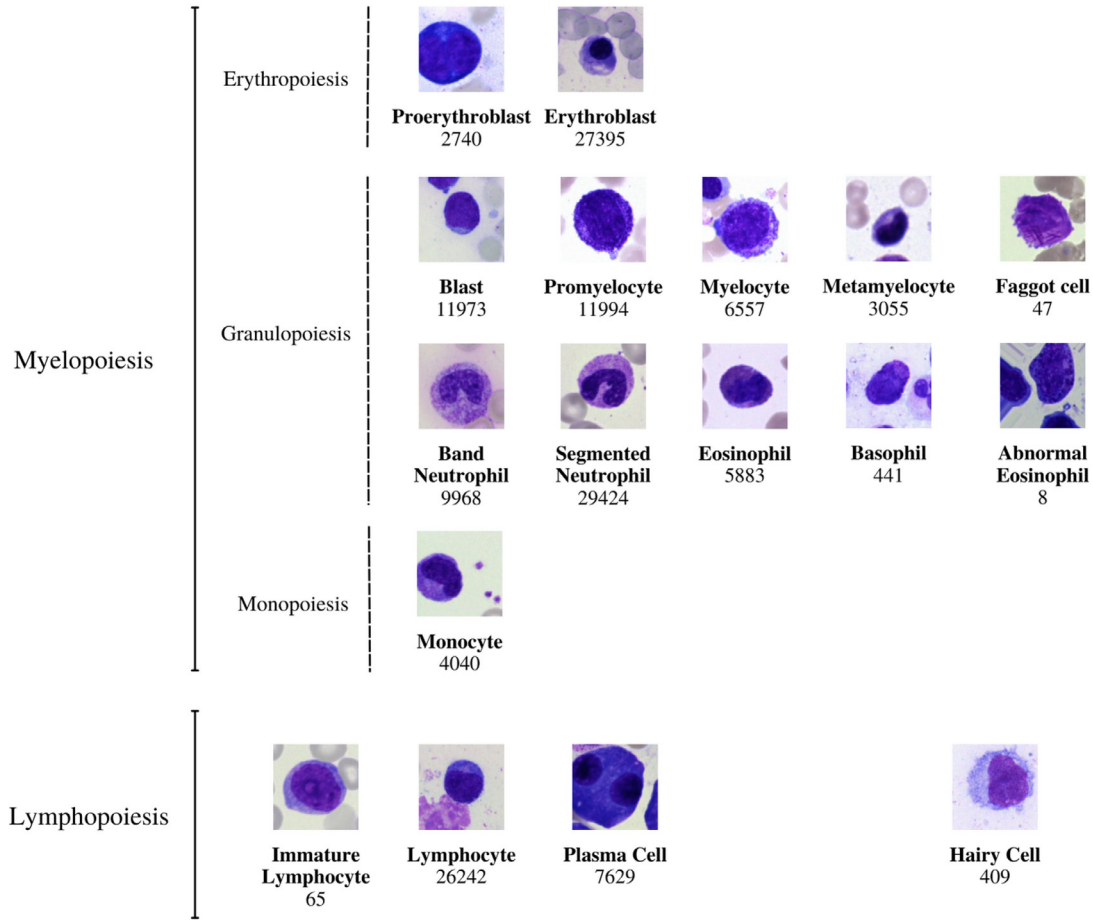 Myelopoiesis
Erythropoiesis
Proerythroblast
2740
Erythroblast
27395
Granulopoiesis
Blast
11973
Promyelocyte
11994
Myelocyte
6557
Metamyelocyte
3055
Faggot cell
47
Band
Neutrophil
9968
Segmented
Neutrophil
29424
Eosinophil
5883
Basophil
441
Abnormal
Eosinophil
8
Monopoiesis
Monocyte
4040
Lymphopoiesis
Immature
Lymphocyte
65
Lymphocyte
26242
Plasma Cell
7629
Hairy Cell
409